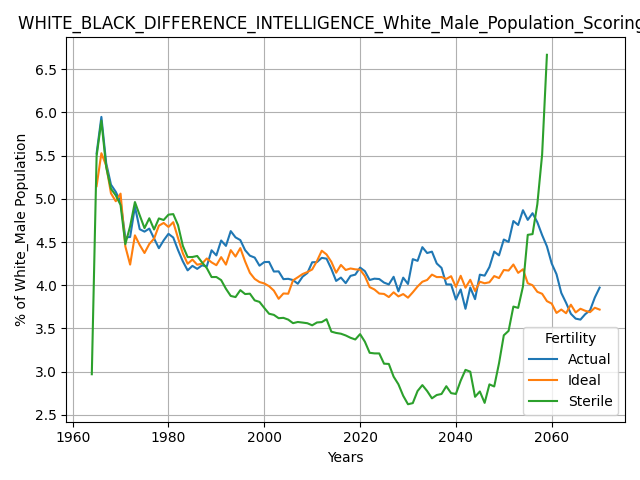 WHITE_BLACK_DIFFERENCE_INTELLIGENCE_White_Male_Population_Scoring
% of White_Male Population
6.5
6.0
5.5
5.0
4.5
4.0
3.5
3.0
2.5
1960
1980
2000
2020
2040
2060
Years
Fertility
Actual
Ideal
Sterile